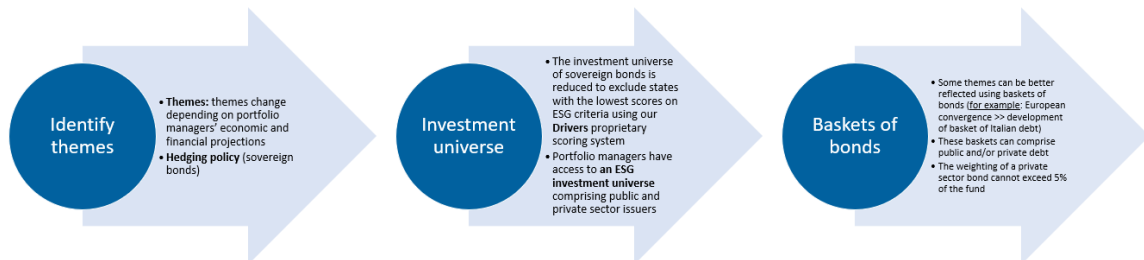 Identify
themes
• Themes: themes change
depending on portfolio
managers' economic and
financial projections
• Hedging policy (sovereign
bonds)
Investment
universe
• The investment universe
of sovereign bonds is
reduced to exclude states
with the lowest scores on
ESG criteria using our
Drivers proprietary
scoring system
• Portfolio managers have
access to an ESG
investment universe
comprising public and
private sector issuers
Baskets of
bonds
• Some themes can be better
reflected using baskets of
bonds (for example: European
convergence >> development
of basket of Italian debt)
• These baskets can comprise
public and/or private debt
• The weighting of a private
sector bond cannot exceed 5%
of the fund